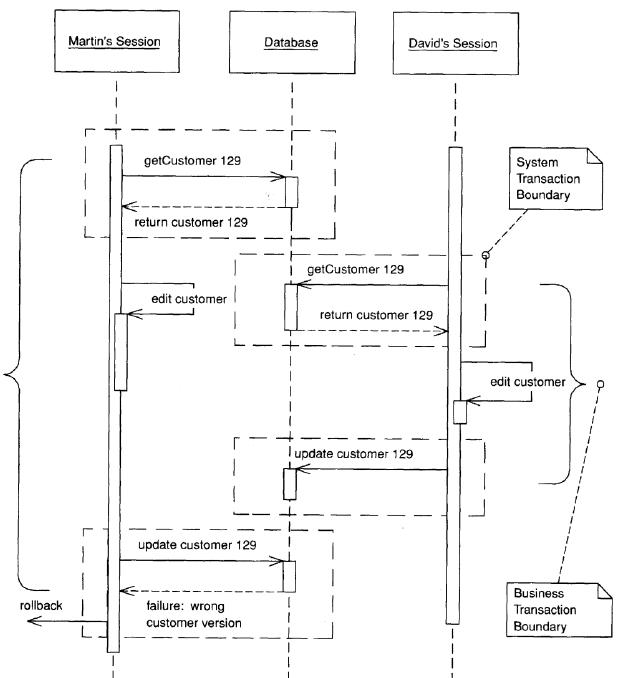 Martin's Session
Database
David's Session
getCustomer 129
return customer 129
System
Transaction
Boundary
getCustomer 129
edit customer
return customer 129
edit customer
update customer 129
update customer 129
failure: wrong
customer version
rollback
Business
Transaction
Boundary